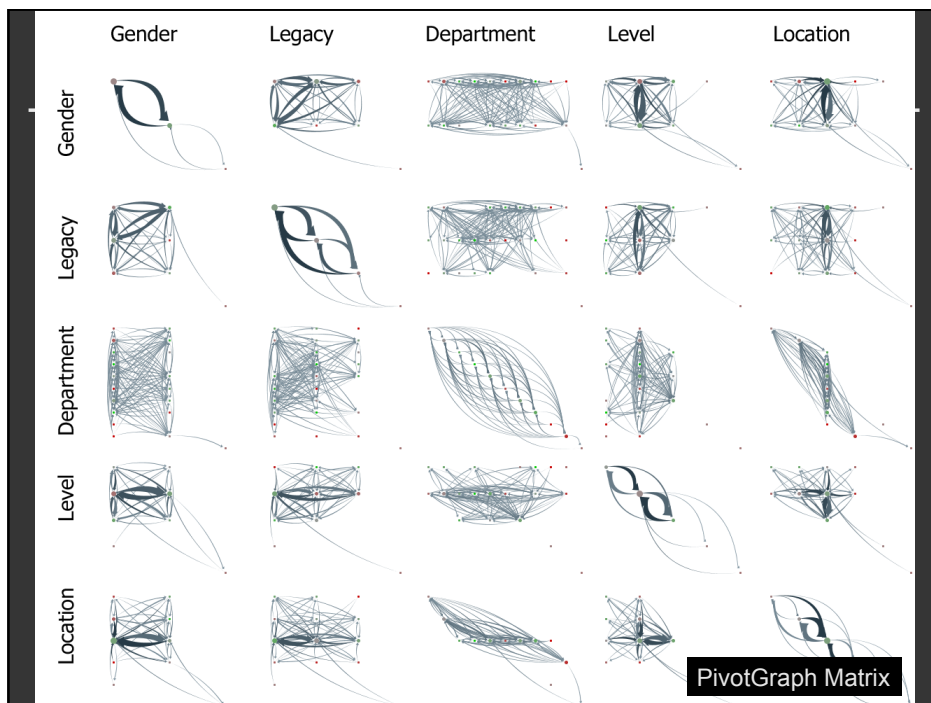 Gender Legacy Department Level Location
Gender
Legacy
Department
Level
Location
PivotGraph Matrix